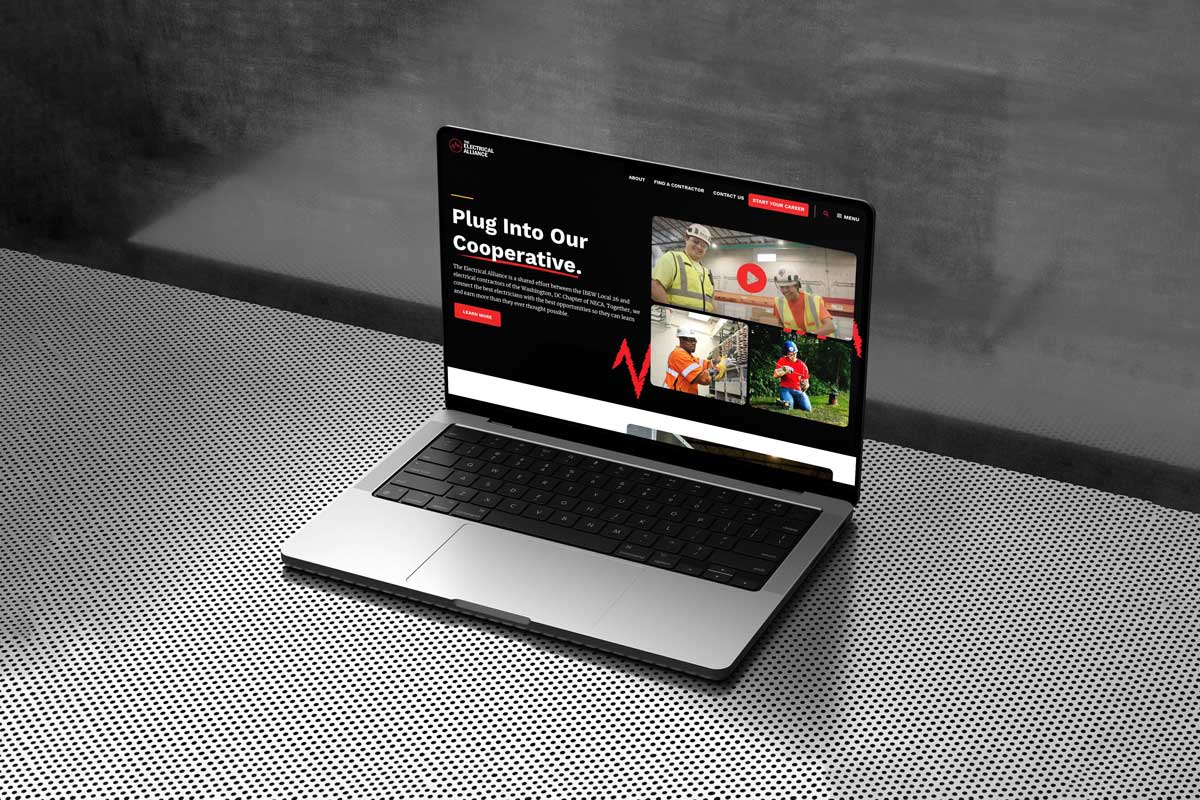 THE
ELECTRICAL
ALLIANCE
ABOUT
FIND A CONTRACTOR
CONTACT US
START YOUR CAREER
MENU
Plug Into Our
Cooperative.
The Electrical Alliance is a shared effort between the IBEW Local 26 and
electrical contractors of the Washington, DC Chapter of NECA. Together, we
connect the best electricians with the best opportunities so they can learn
and earn more than they ever thought possible.
LEARN MORE